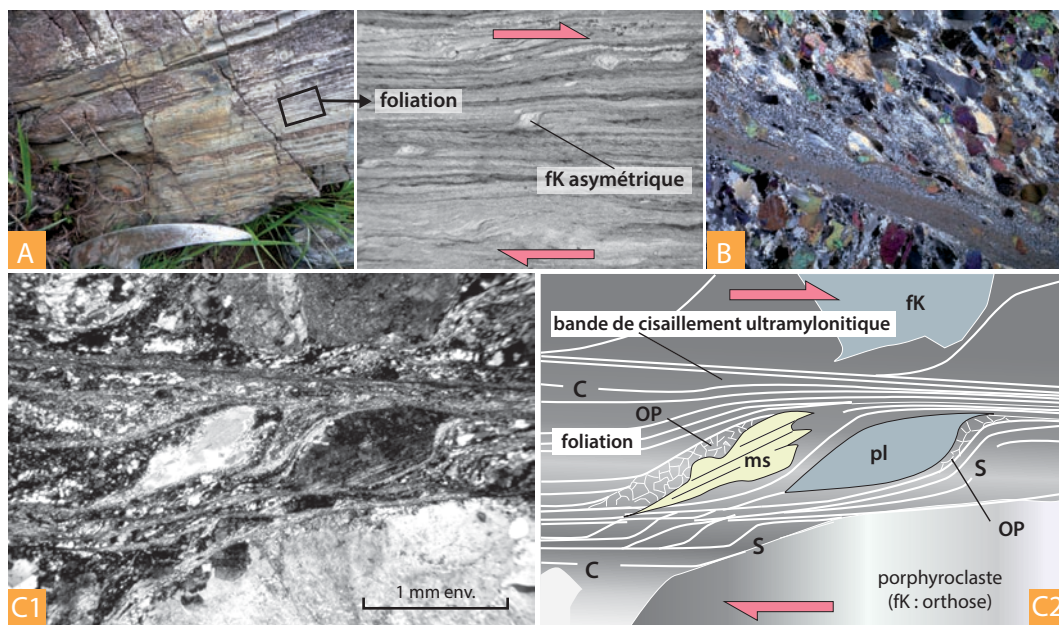 foliation
fK asymétrique
A
B
fK
bande de cisaillement ultramylonitique
C
OP
foliation
ms
pl
S
OP
S
C
1 mm env.
porphyroclaste
(fK : orthose)
C1
C2